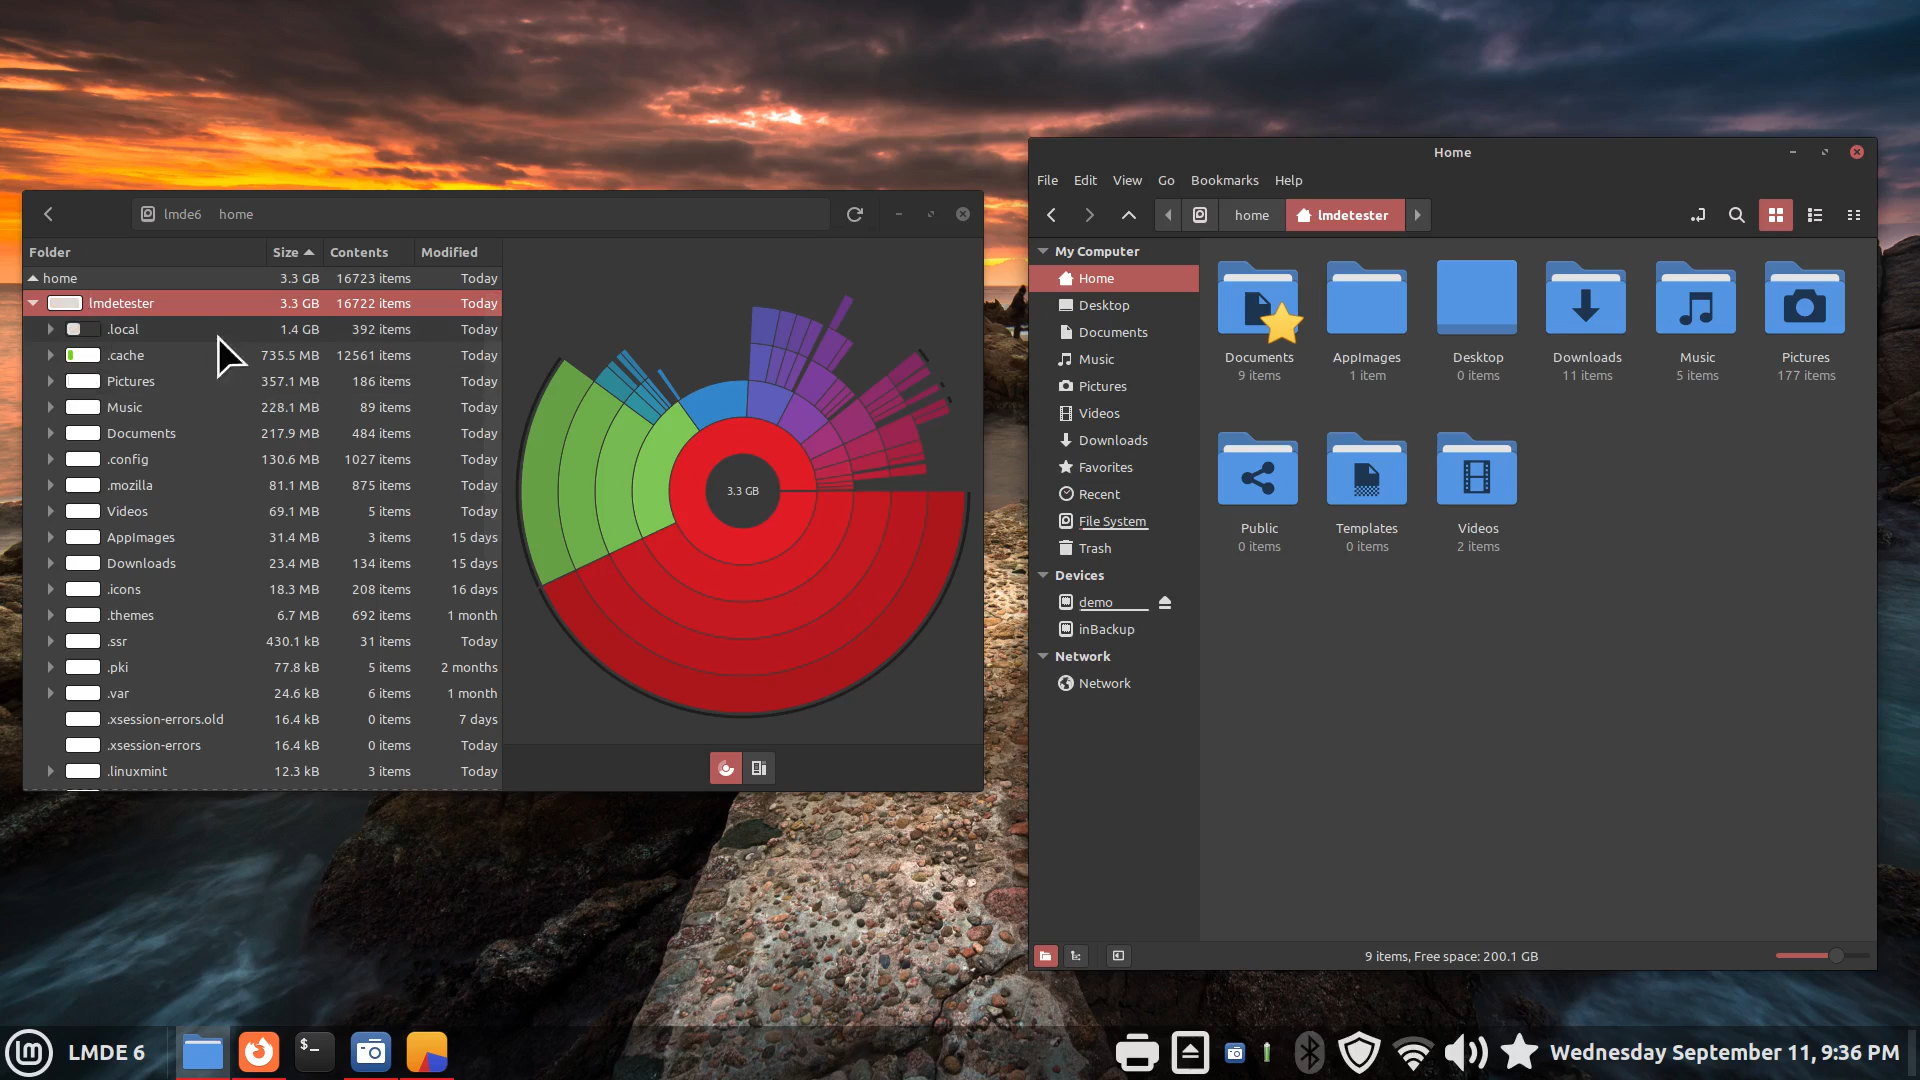 lmde6 home
Folder Size Contents Modified
home 3.3 GB 16723 items Today
lmdetester 3.3 GB 16722 items Today
.local 1.4 GB 392 items Today
.cache 735.5 MB 12561 items Today
Pictures 357.1 MB 186 items Today
Music 228.1 MB 89 items Today
Documents 217.9 MB 484 items Today
.config 130.6 MB 1027 items Today
.mozilla 81.1 MB 875 items Today
Videos 69.1 MB 5 items Today
AppImages 31.4 MB 3 items 15 days
Downloads 23.4 MB 134 items 15 days
.icons 18.3 MB 208 items 16 days
.themes 6.7 MB 692 items 1 month
.ssr 430.1 kB 31 items Today
.pki 77.8 kB 5 items 2 months
.var 24.6 kB 6 items 1 month
.xsession-errors.old 16.4 kB 0 items 7 days
.xsession-errors 16.4 kB 0 items Today
.linuxmint 12.3 kB 3 items Today
3.3 GB
Home
File Edit View Go Bookmarks Help
home lmdetester
My Computer
Home
Desktop
Documents
Music
Pictures
Videos
Downloads
Favorites
Recent
File System
Trash
Devices
demo
inBackup
Network
Network
Documents AppImages Desktop Downloads Music Pictures
9 items 1 item 0 items 11 items 5 items 177 items
Public Templates Videos
0 items 0 items 2 items
9 items, Free space: 200.1 GB
LMDE 6
$_
Wednesday September 11, 9:36 PM